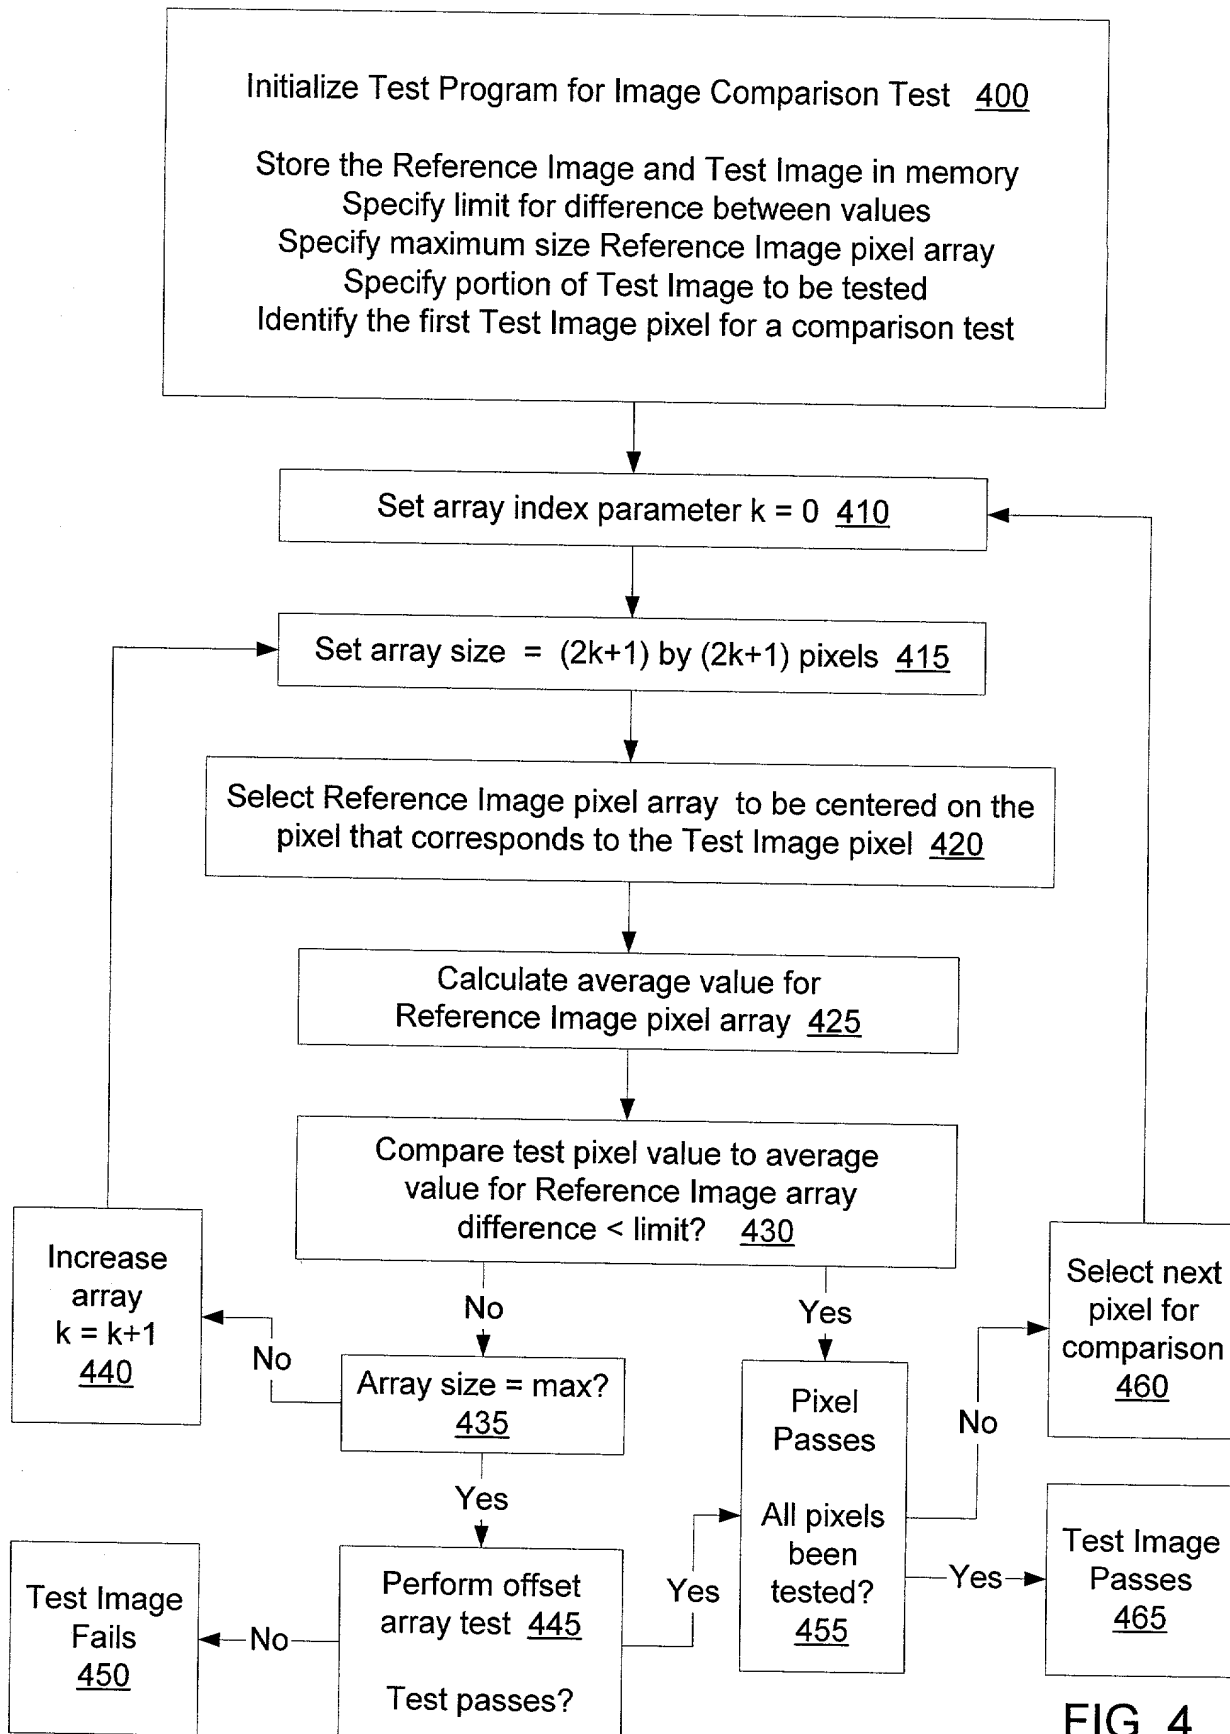 Initialize Test Program for Image Comparison Test 400
Store the Reference Image and Test Image in memory
Specify limit for difference between values
Specify maximum size Reference Image pixel array
Specify portion of Test Image to be tested
Identify the first Test Image pixel for a comparison test
Set array index parameter k = 0 410
Set array size = (2k+1) by (2k+1) pixels 415
Select Reference Image pixel array to be centered on the
pixel that corresponds to the Test Image pixel 420
Calculate average value for
Reference Image pixel array 425
Compare test pixel value to average
value for Reference Image array
difference < limit? 430
Increase
array
k = k+1
440
No
No
Yes
Select next
pixel for
comparison
460
Array size = max?
435
Pixel
Passes
All pixels
been
tested?
455
No
Yes
Test Image
Fails
450
No
Perform offset
array test 445
Test passes?
Yes
Yes
Test Image
Passes
465
FIG 4